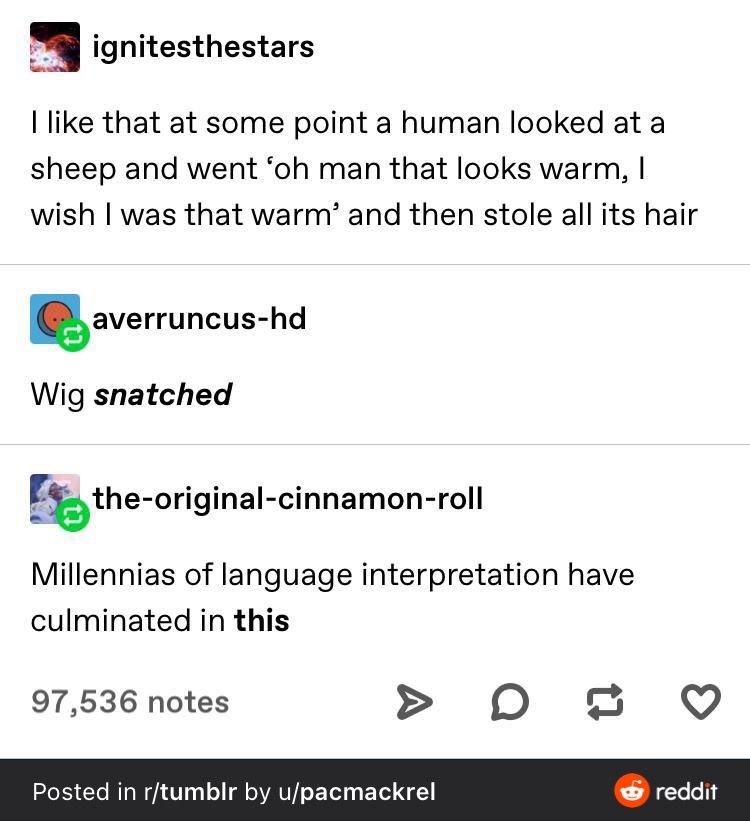 ignitesthestars
I like that at some point a human looked at a
sheep and went ‘oh man that looks warm, I
wish I was that warm’ and then stole all its hair
averruncus-hd
Wig snatched
the-original-cinnamon-roll
Millennias of language interpretation have
culminated in this
97,536 notes
Posted in r/tumblr by u/pacmackrel reddit